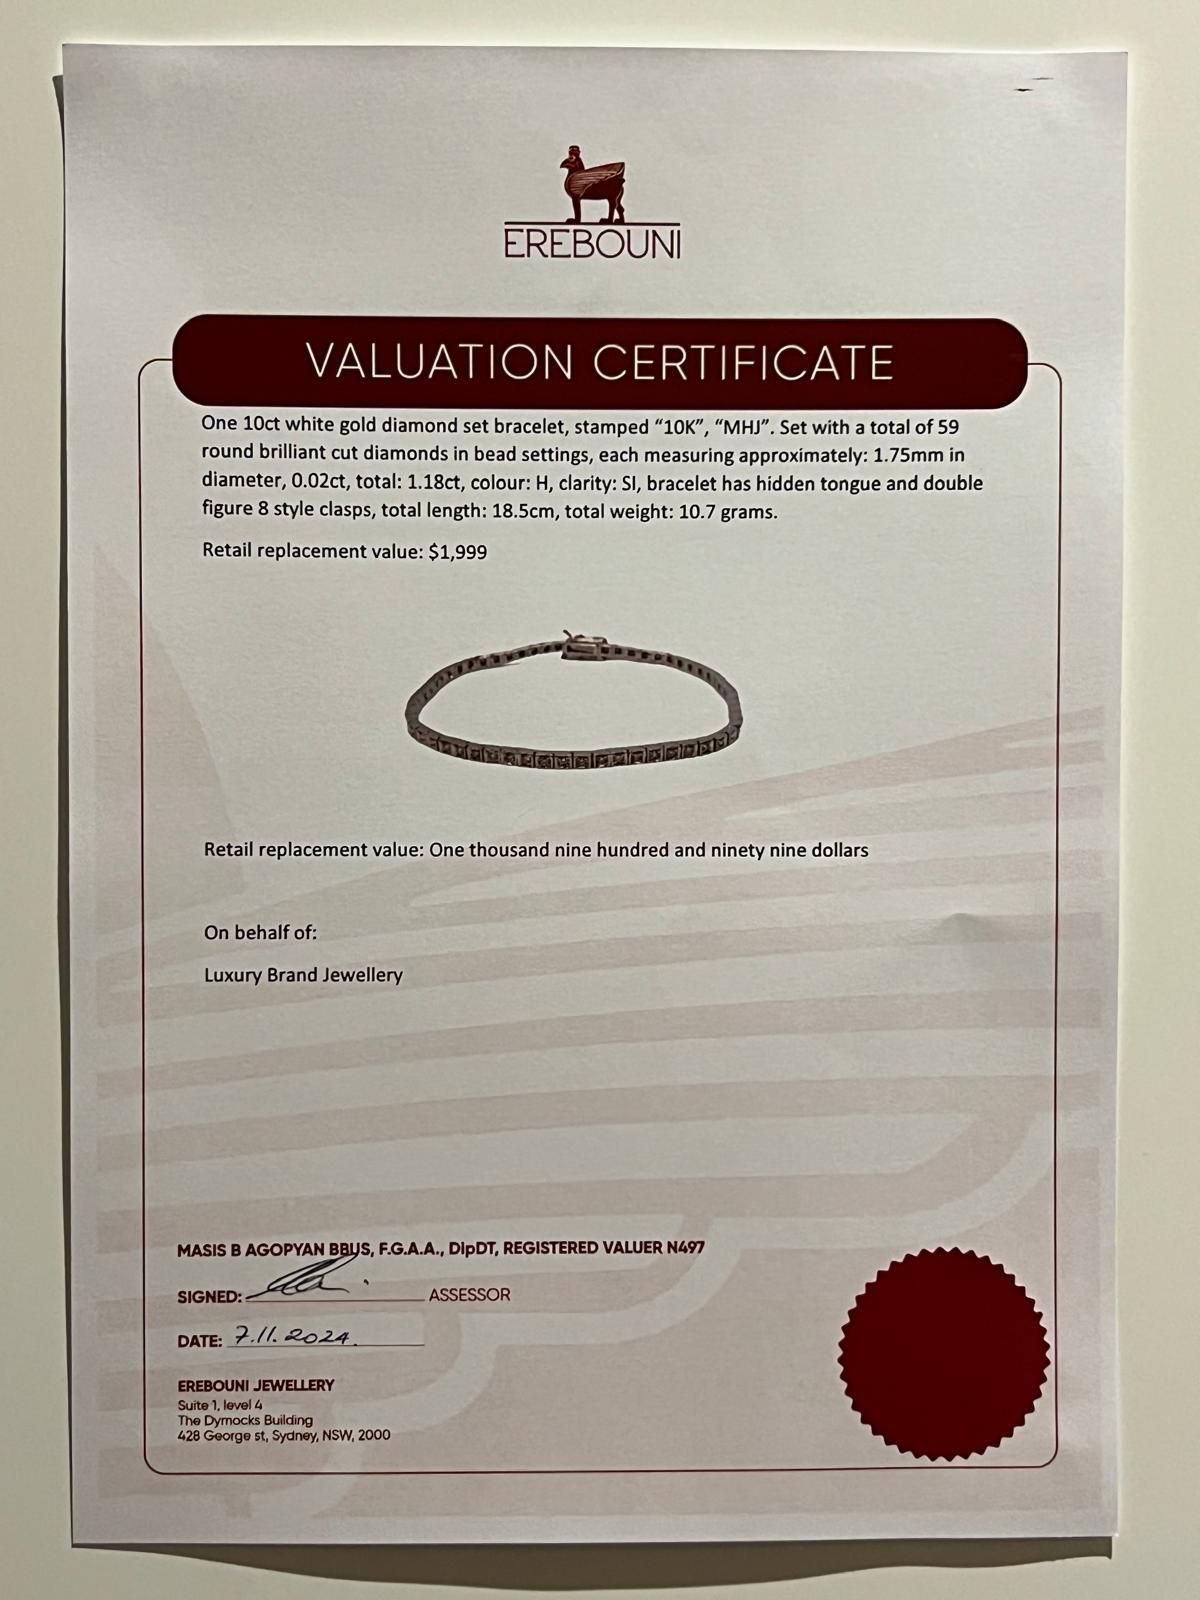 EREBOUNI
VALUATION CERTIFICATE
One 10ct white gold diamond set bracelet, stamped “10K”, “MHJ”. Set with a total of 59
round brilliant cut diamonds in bead settings, each measuring approximately: 1.75mm in
diameter, 0.02ct, total: 1.18ct, colour: H, clarity: SI, bracelet has hidden tongue and double
figure 8 style clasps, total length: 18.5cm, total weight: 10.7 grams.
Retail replacement value: $1,999
Retail replacement value: One thousand nine hundred and ninety nine dollars
On behalf of:
Luxury Brand Jewellery
MASIS B AGOPYAN BBUS, F.G.A.A., DipDT, REGISTERED VALUER N497
SIGNED: ASSESSOR
DATE: 7.11.2024.
EREBOUNI JEWELLERY
Suite 1, level 4
The Dymocks Building
428 George st, Sydney, NSW, 2000